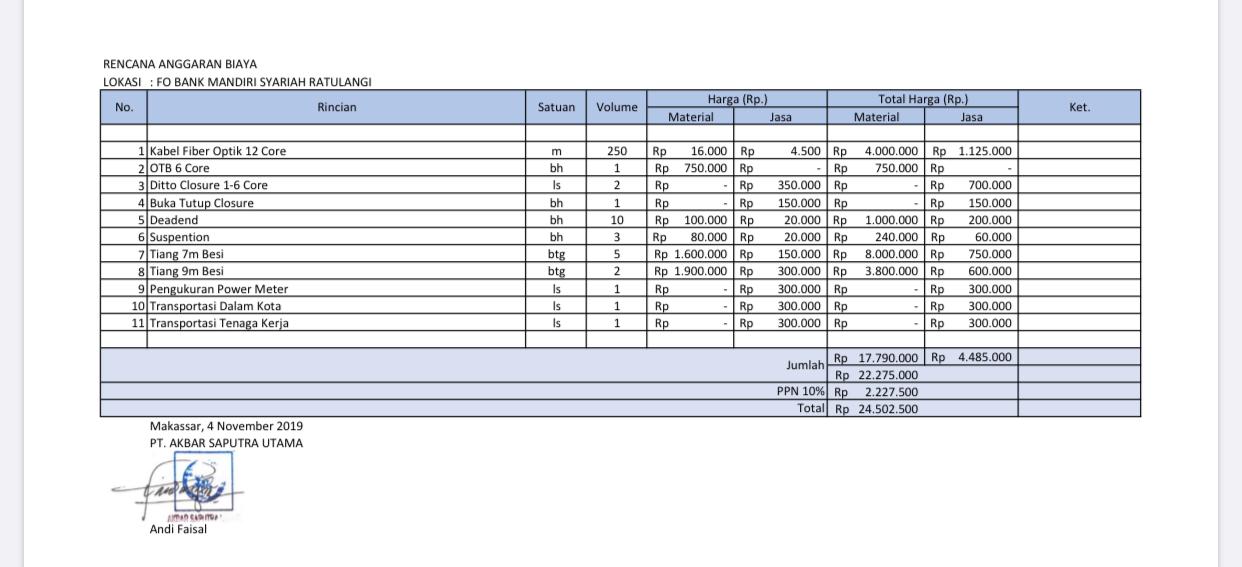 RENCANA ANGGARAN BIAYA
LOKASI : FO BANK MANDIRI SYARIAH RATULANGI
No. Rincian Satuan Volume Harga (Rp.) Total Harga (Rp.) Ket.
Material Jasa Material Jasa
1 Kabel Fiber Optik 12 Core m 250 Rp 16.000 Rp 4.500 Rp 4.000.000 Rp 1.125.000
2 OTB 6 Core bh 1 Rp 750.000 Rp - Rp 750.000 Rp -
3 Ditto Closure 1-6 Core ls 2 Rp - Rp 350.000 Rp - Rp 700.000
4 Buka Tutup Closure bh 1 Rp - Rp 150.000 Rp - Rp 150.000
5 Deadend bh 10 Rp 100.000 Rp 20.000 Rp 1.000.000 Rp 200.000
6 Suspention bh 3 Rp 80.000 Rp 20.000 Rp 240.000 Rp 60.000
7 Tiang 7m Besi btg 5 Rp 1.600.000 Rp 150.000 Rp 8.000.000 Rp 750.000
8 Tiang 9m Besi btg 2 Rp 1.900.000 Rp 300.000 Rp 3.800.000 Rp 600.000
9 Pengukuran Power Meter ls 1 Rp - Rp 300.000 Rp - Rp 300.000
10 Transportasi Dalam Kota ls 1 Rp - Rp 300.000 Rp - Rp 300.000
11 Transportasi Tenaga Kerja ls 1 Rp - Rp 300.000 Rp - Rp 300.000
Jumlah Rp 17.790.000 Rp 4.485.000
Rp 22.275.000
PPN 10% Rp 2.227.500
Total Rp 24.502.500
Makassar, 4 November 2019
PT. AKBAR SAPUTRA UTAMA
Andi Faisal